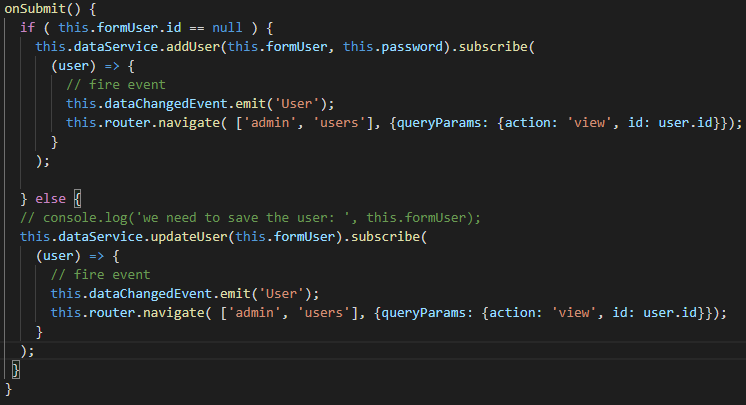 onSubmit() {
  if ( this.formUser.id == null ) {
    this.dataService.addUser(this.formUser, this.password).subscribe(
      (user) => {
        // fire event
        this.dataChangedEvent.emit('User');
        this.router.navigate( ['admin', 'users'], {queryParams: {action: 'view', id: user.id}});
      }
    );

  } else {
  // console.log('we need to save the user: ', this.formUser);
  this.dataService.updateUser(this.formUser).subscribe(
    (user) => {
      // fire event
      this.dataChangedEvent.emit('User');
      this.router.navigate( ['admin', 'users'], {queryParams: {action: 'view', id: user.id}});
    }
  );
 }
}